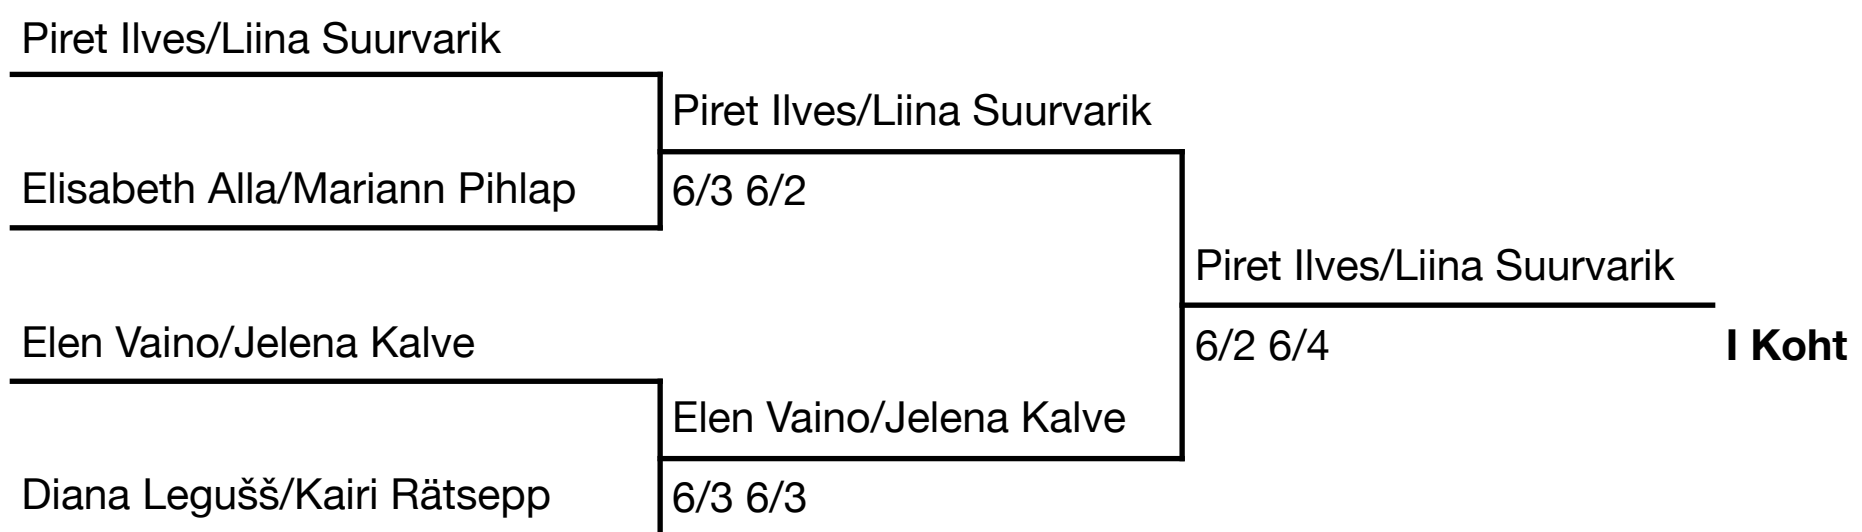 Piret Ilves/Liina Suurvarik
Piret Ilves/Liina Suurvarik
Elisabeth Alla/Mariann Pihlap
6/3 6/2
Piret Ilves/Liina Suurvarik
Elen Vaino/Jelena Kalve
6/2 6/4
I Koht
Elen Vaino/Jelena Kalve
Diana Legušš/Kairi Rätsepp
6/3 6/3